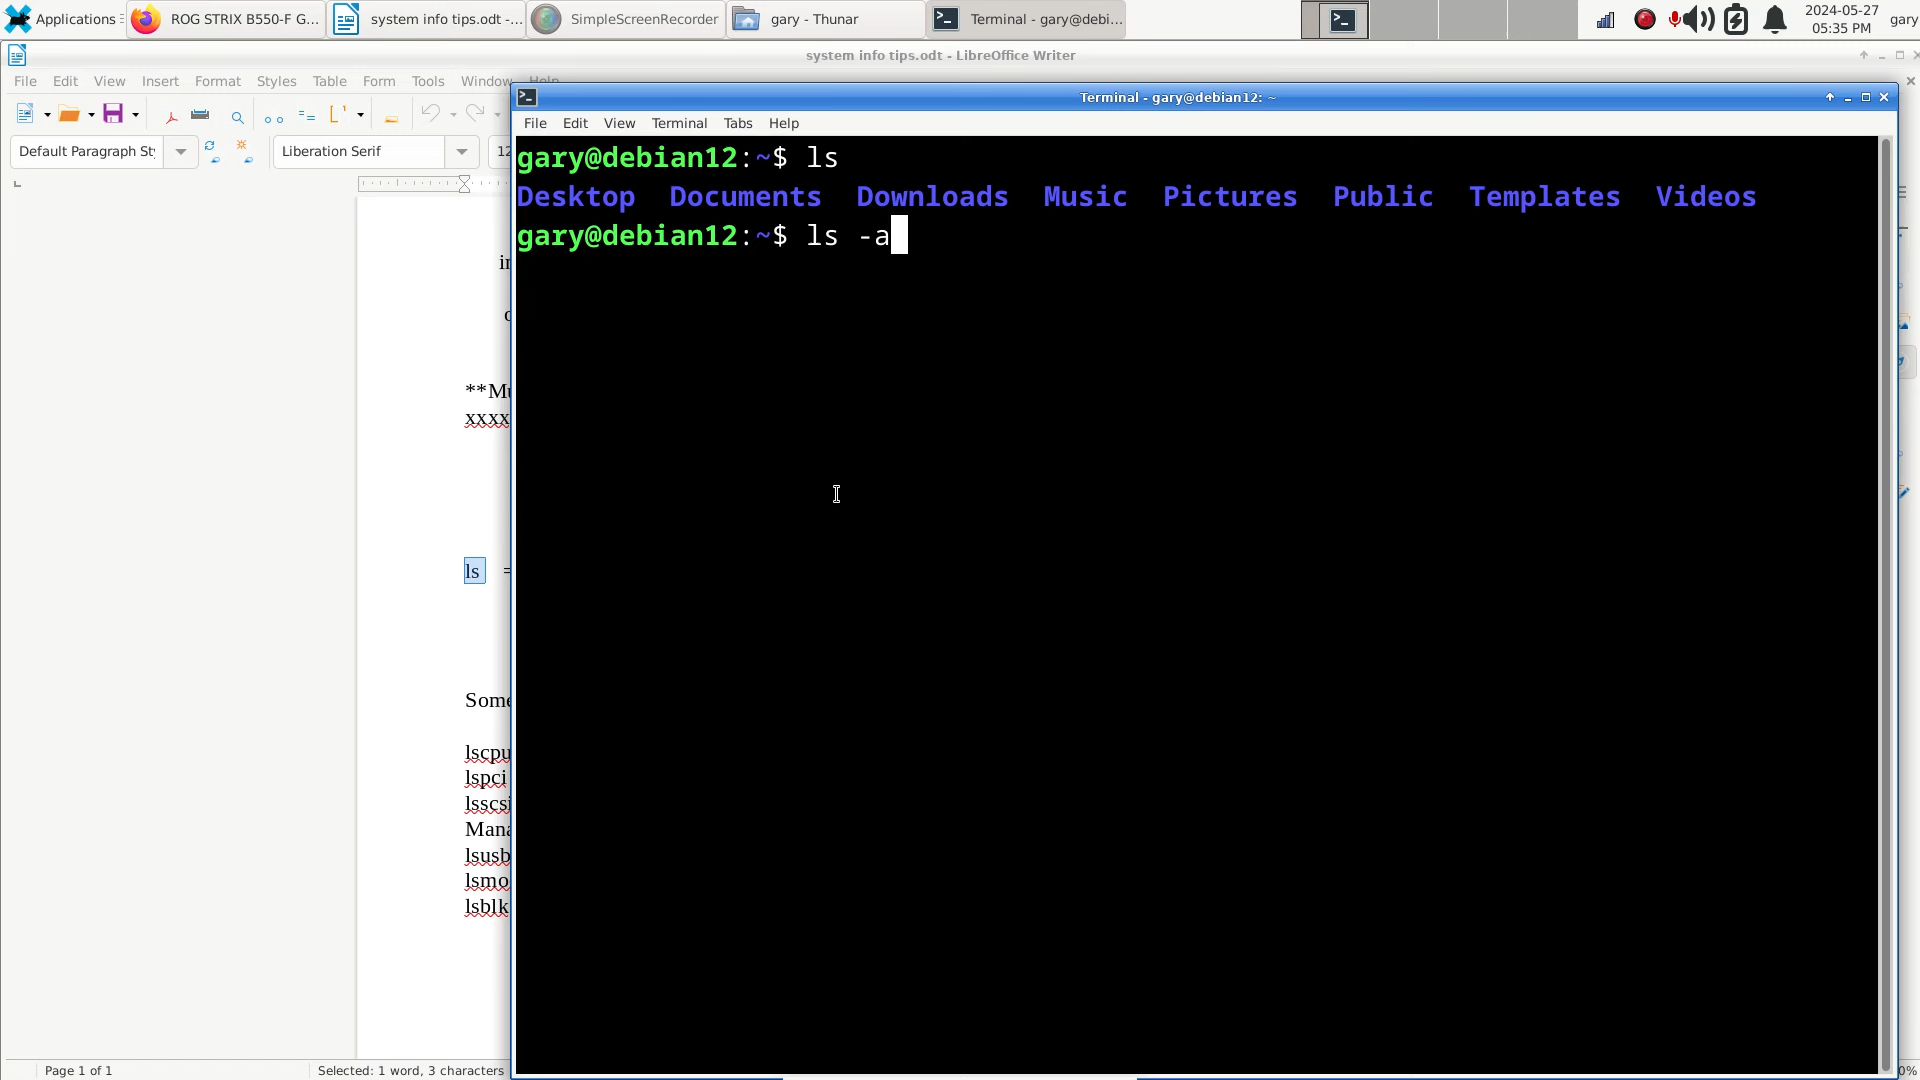 Applications
ROG STRIX B550-F G...
system info tips.odt -...
SimpleScreenRecorder
gary - Thunar
Terminal - gary@debi...
2024-05-27
05:35 PM
gary
system info tips.odt - LibreOffice Writer
File Edit View Insert Format Styles Table Form Tools Window Help
Default Paragraph St
Liberation Serif
12
Terminal - gary@debian12: ~
File Edit View Terminal Tabs Help
gary@debian12:~$ ls
Desktop Documents Downloads Music Pictures Public Templates Videos
gary@debian12:~$ ls -a
**Mu
xxxx
ls =
Some
lscpu
lspci
lsscsi
Mana
lsusb
lsmo
lsblk
Page 1 of 1
Selected: 1 word, 3 characters
0%